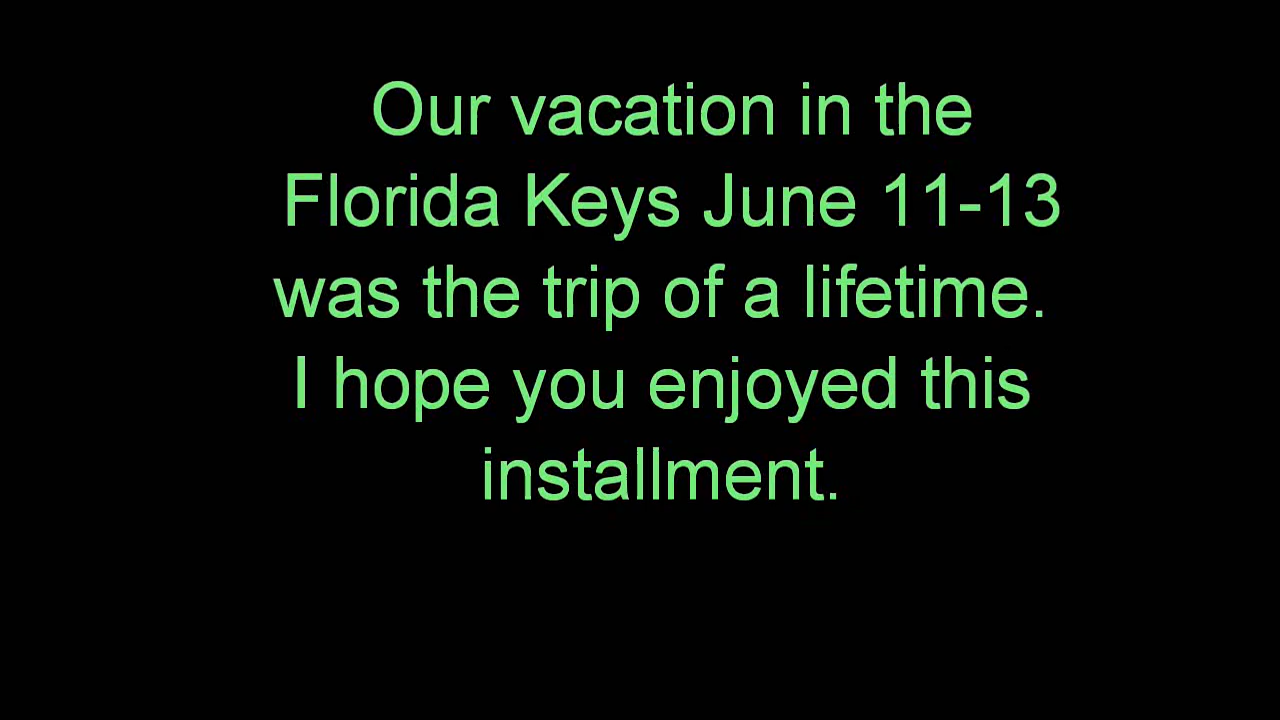 Our vacation in the
Florida Keys June 11-13
was the trip of a lifetime.
I hope you enjoyed this
installment.